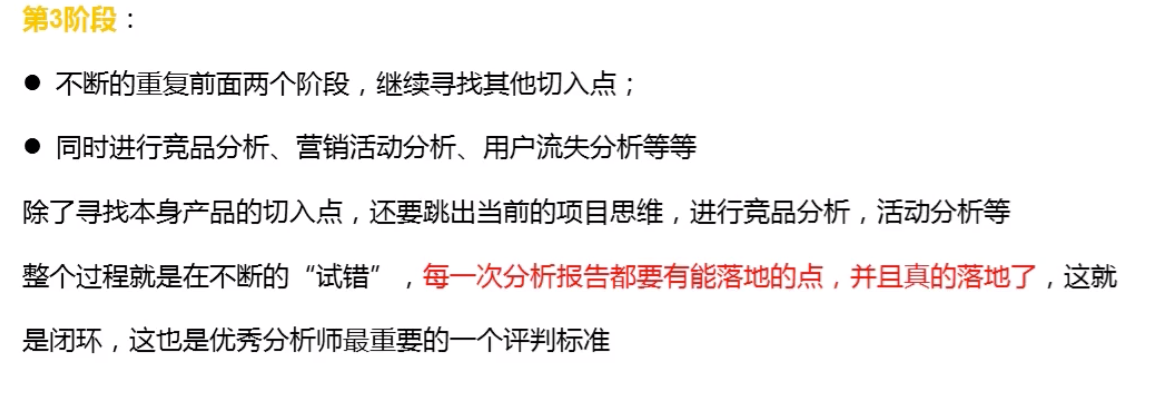 第3阶段：
● 不断的重复前面两个阶段，继续寻找其他切入点；
● 同时进行竞品分析、营销活动分析、用户流失分析等等
除了寻找本身产品的切入点，还要跳出当前的项目思维，进行竞品分析，活动分析等
整个过程就是在不断的“试错”，每一次分析报告都要有能落地的点，并且真的落地了，这就
是闭环，这也是优秀分析师最重要的一个评判标准